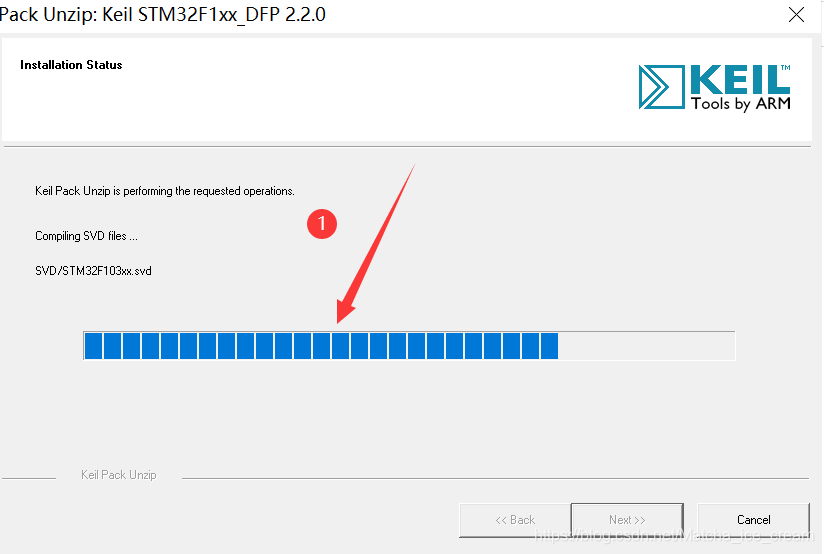 Pack Unzip: Keil STM32F1xx_DFP 2.2.0
Installation Status
KEIL™
Tools by ARM
Keil Pack Unzip is performing the requested operations.
1
Compiling SVD files ...
SVD/STM32F103xx.svd
Keil Pack Unzip
<< Back
Next >>
Cancel
https://blog.csdn.net/Matcha_ice_cream